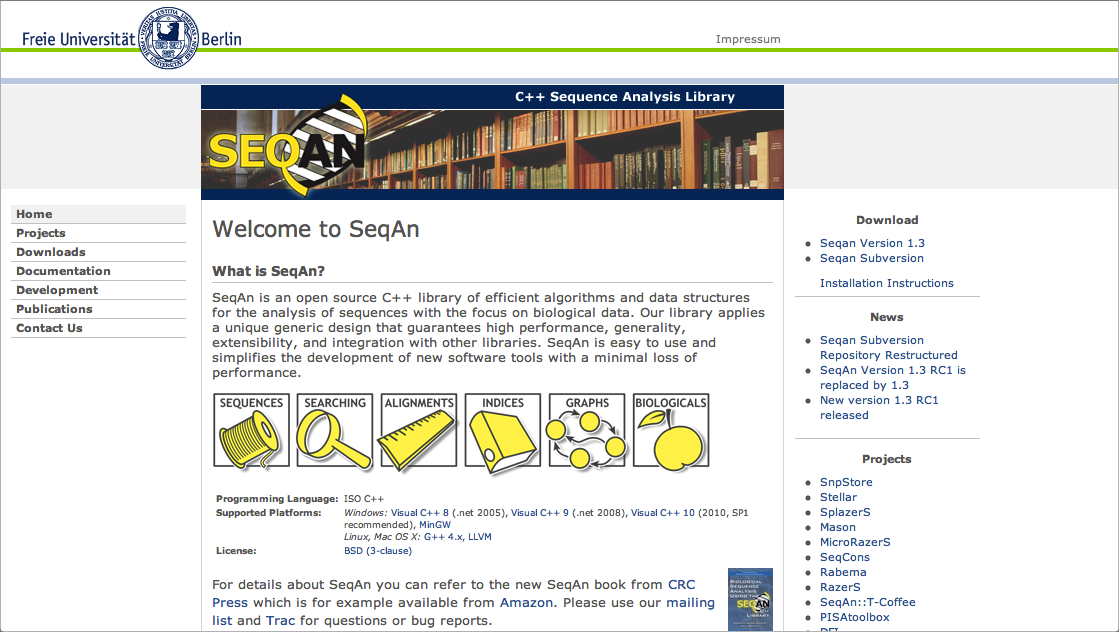 Freie Universität Berlin
Impressum
C++ Sequence Analysis Library
SEQAN
Home
Projects
Downloads
Documentation
Development
Publications
Contact Us
Welcome to SeqAn
What is SeqAn?
SeqAn is an open source C++ library of efficient algorithms and data structures
for the analysis of sequences with the focus on biological data. Our library applies
a unique generic design that guarantees high performance, generality,
extensibility, and integration with other libraries. SeqAn is easy to use and
simplifies the development of new software tools with a minimal loss of
performance.
SEQUENCES SEARCHING ALIGNMENTS INDICES GRAPHS BIOLOGICALS
Programming Language: ISO C++
Supported Platforms: Windows: Visual C++ 8 (.net 2005), Visual C++ 9 (.net 2008), Visual C++ 10 (2010, SP1
recommended), MinGW
Linux, Mac OS X: G++ 4.x, LLVM
License: BSD (3-clause)
For details about SeqAn you can refer to the new SeqAn book from CRC
Press which is for example available from Amazon. Please use our mailing
list and Trac for questions or bug reports.
BIOLOGICAL
SEQUENCE
ANALYSIS
USING THE
SEQAN
C++ LIBRARY
Download
Seqan Version 1.3
Seqan Subversion
Installation Instructions
News
Seqan Subversion
Repository Restructured
SeqAn Version 1.3 RC1 is
replaced by 1.3
New version 1.3 RC1
released
Projects
SnpStore
Stellar
SplazerS
Mason
MicroRazerS
SeqCons
Rabema
RazerS
SeqAn::T-Coffee
PISAtoolbox